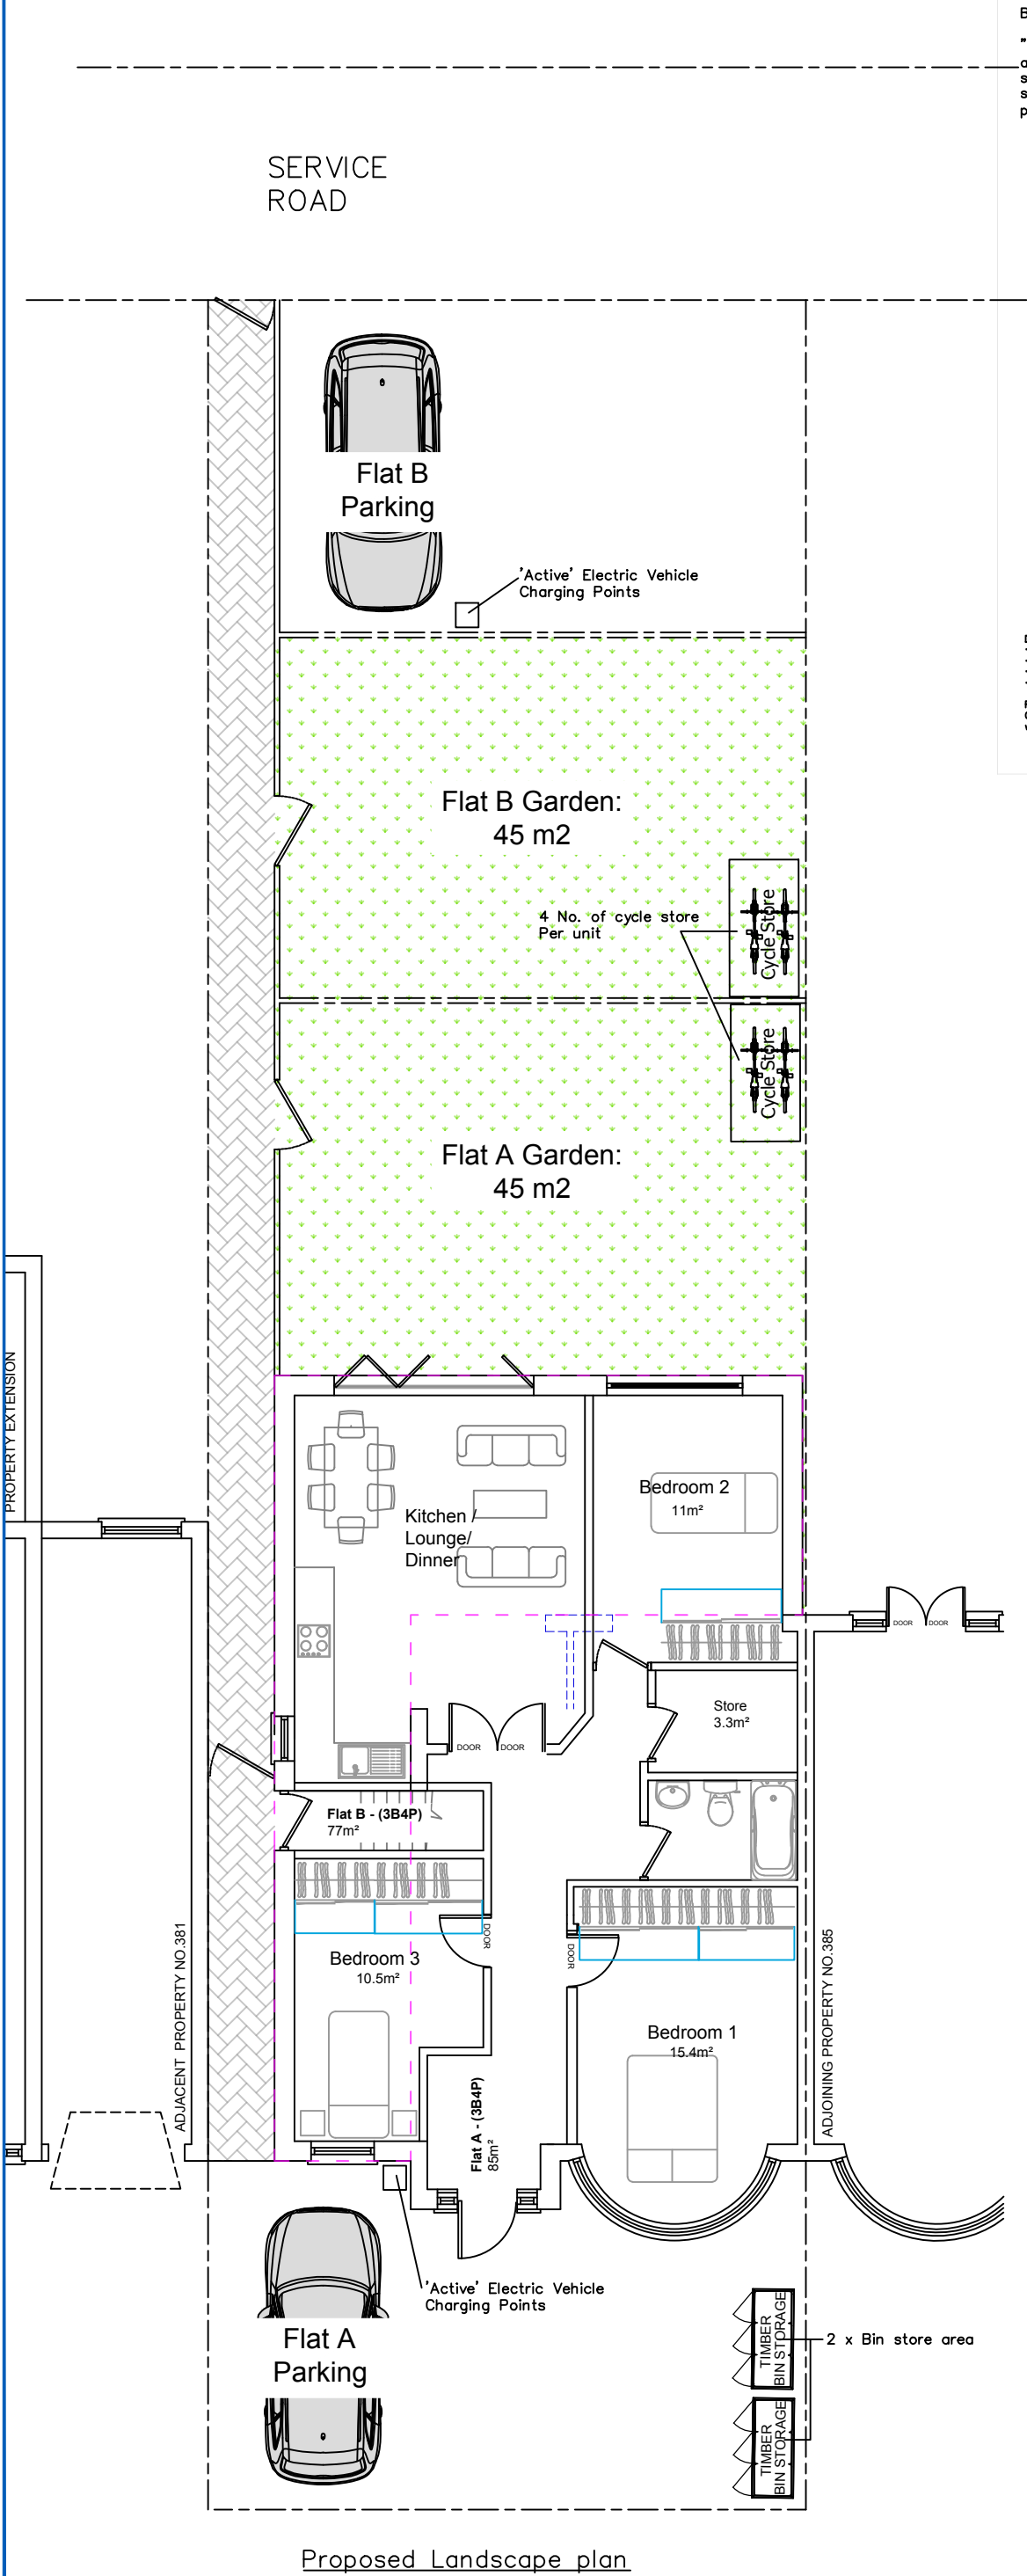 SERVICE
ROAD
Flat B
Parking
'Active' Electric Vehicle
Charging Points
Flat B Garden:
45 m2
4 No. of cycle store
Per unit
Cycle Store
Cycle Store
Flat A Garden:
45 m2
PROPERTY EXTENSION
Bedroom 2
11m²
Kitchen /
Lounge/
Dinner
DOOR DOOR
Store
3.3m²
DOOR DOOR
Flat B - (3B4P)
77m²
DOOR
DOOR
Bedroom 3
10.5m²
ADJACENT PROPERTY NO.381
ADJOINING PROPERTY NO.385
Bedroom 1
15.4m²
Flat A - (3B4P)
85m²
'Active' Electric Vehicle
Charging Points
Flat A
Parking
TIMBER
BIN STORAGE
2 x Bin store area
TIMBER
BIN STORAGE
Proposed Landscape plan